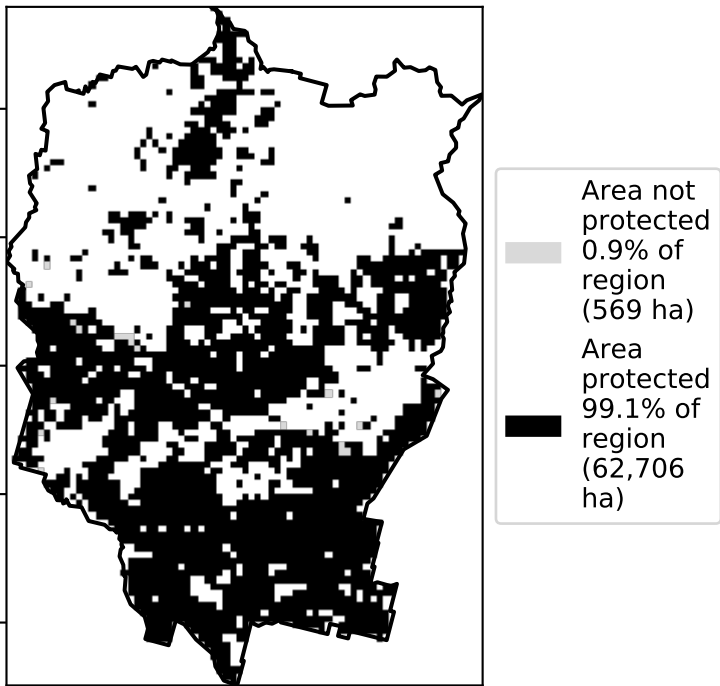 Area not
protected
0.9% of
region
(569 ha)
Area
protected
99.1% of
region
(62,706
ha)